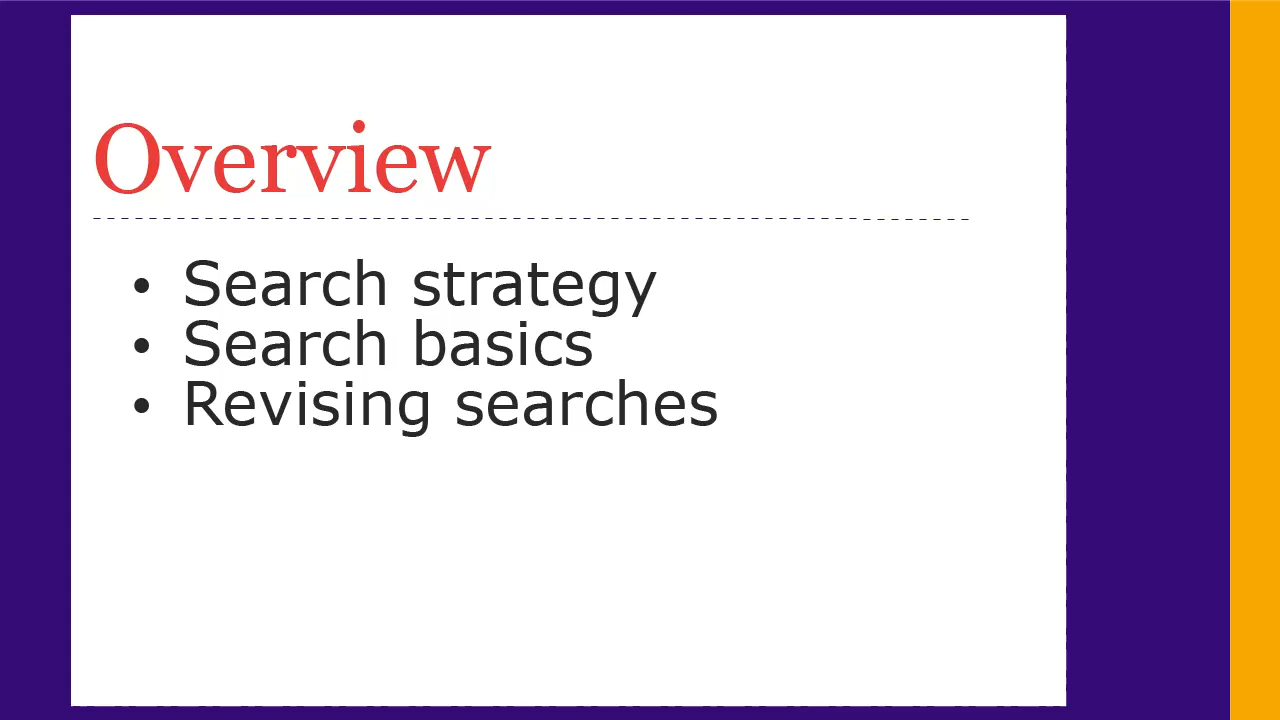 Overview
• Search strategy
• Search basics
• Revising searches